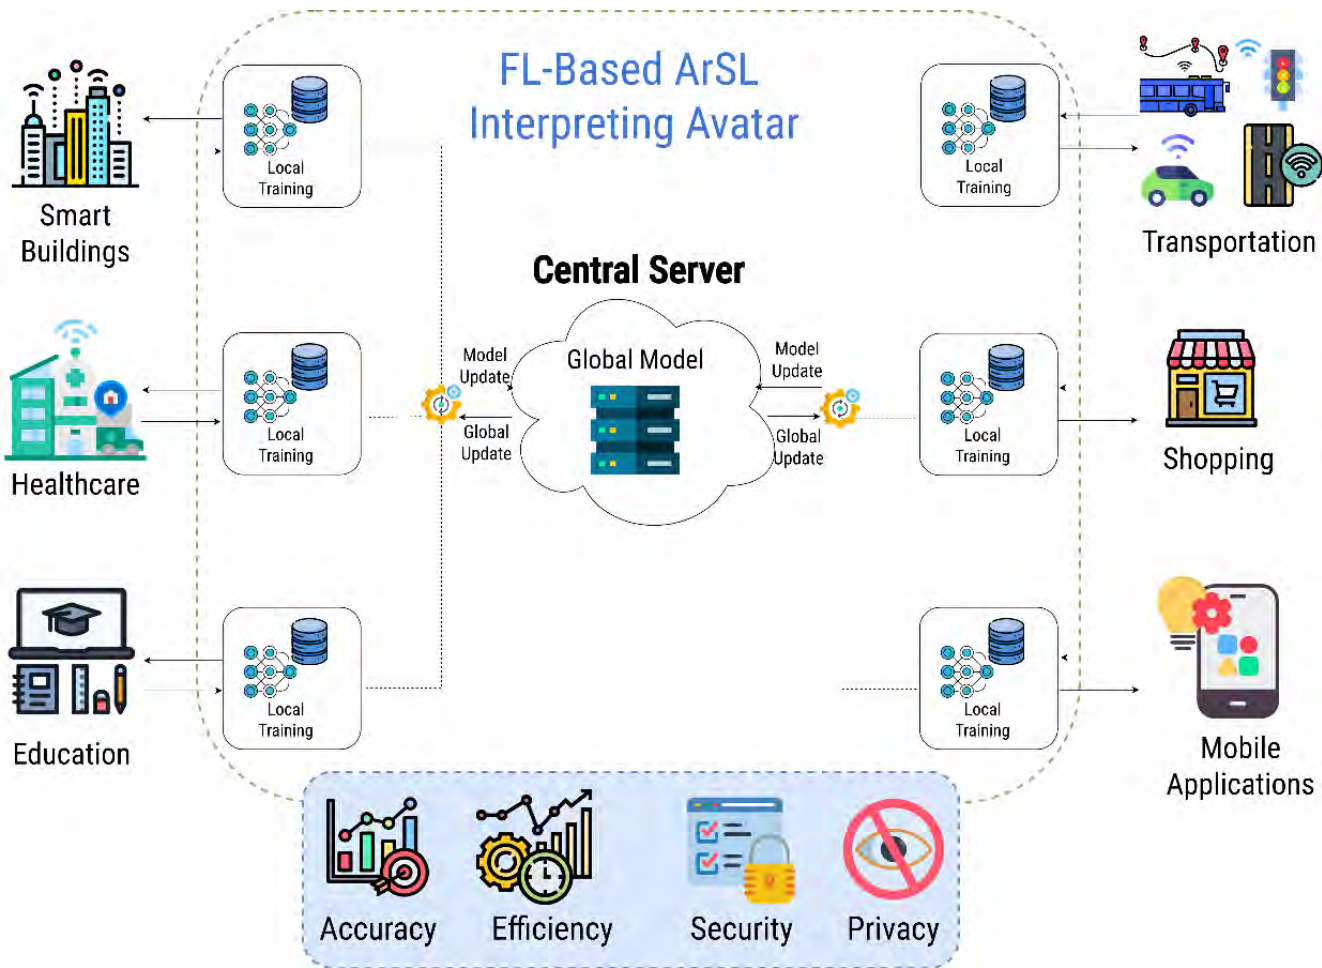 FL-Based ArSL
Interpreting Avatar
Local
Training
Smart
Buildings
Local
Training
Transportation
Central Server
Global Model
Model
Update
Global
Update
Model
Update
Global
Update
Local
Training
Healthcare
Local
Training
Shopping
Local
Training
Education
Local
Training
Mobile
Applications
Accuracy
Efficiency
Security
Privacy